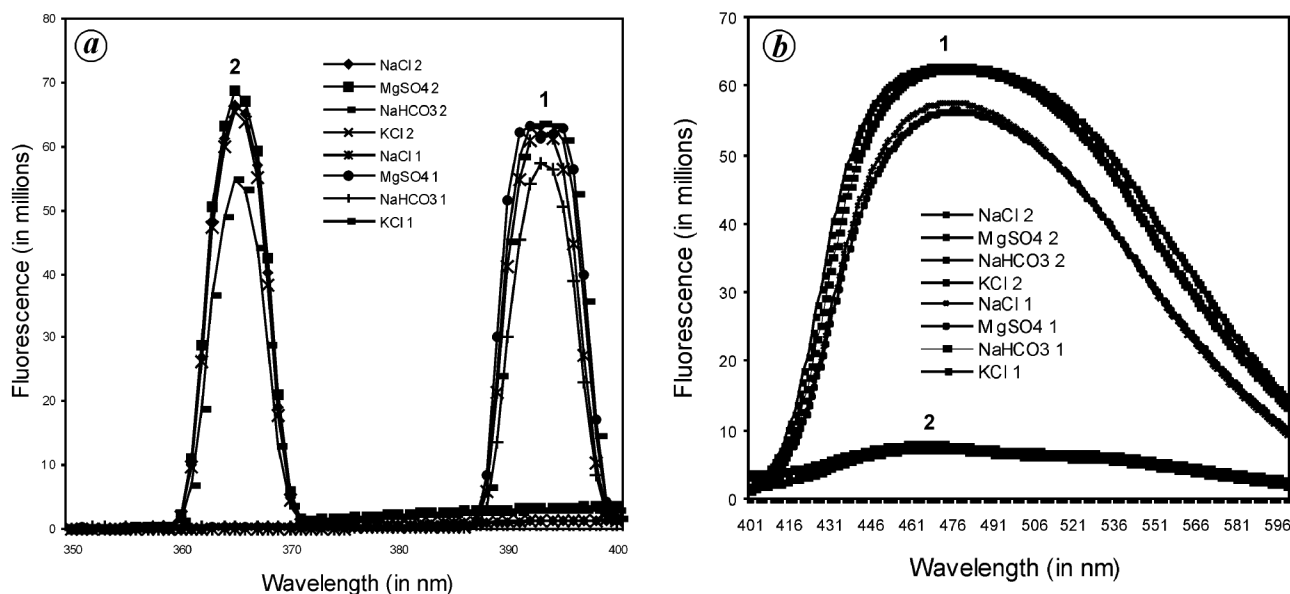 a
80
70
60
50
40
30
20
10
0
Fluorescence (in millions)
2
1
NaCl 2
MgSO4 2
NaHCO3 2
KCl 2
NaCl 1
MgSO4 1
NaHCO3 1
KCl 1
350 360 370 380 390 400
Wavelength (in nm)
b
70
60
50
40
30
20
10
0
Fluorescence (in millions)
1
2
NaCl 2
MgSO4 2
NaHCO3 2
KCl 2
NaCl 1
MgSO4 1
NaHCO3 1
KCl 1
401 416 431 446 461 476 491 506 521 536 551 566 581 596
Wavelength (in nm)